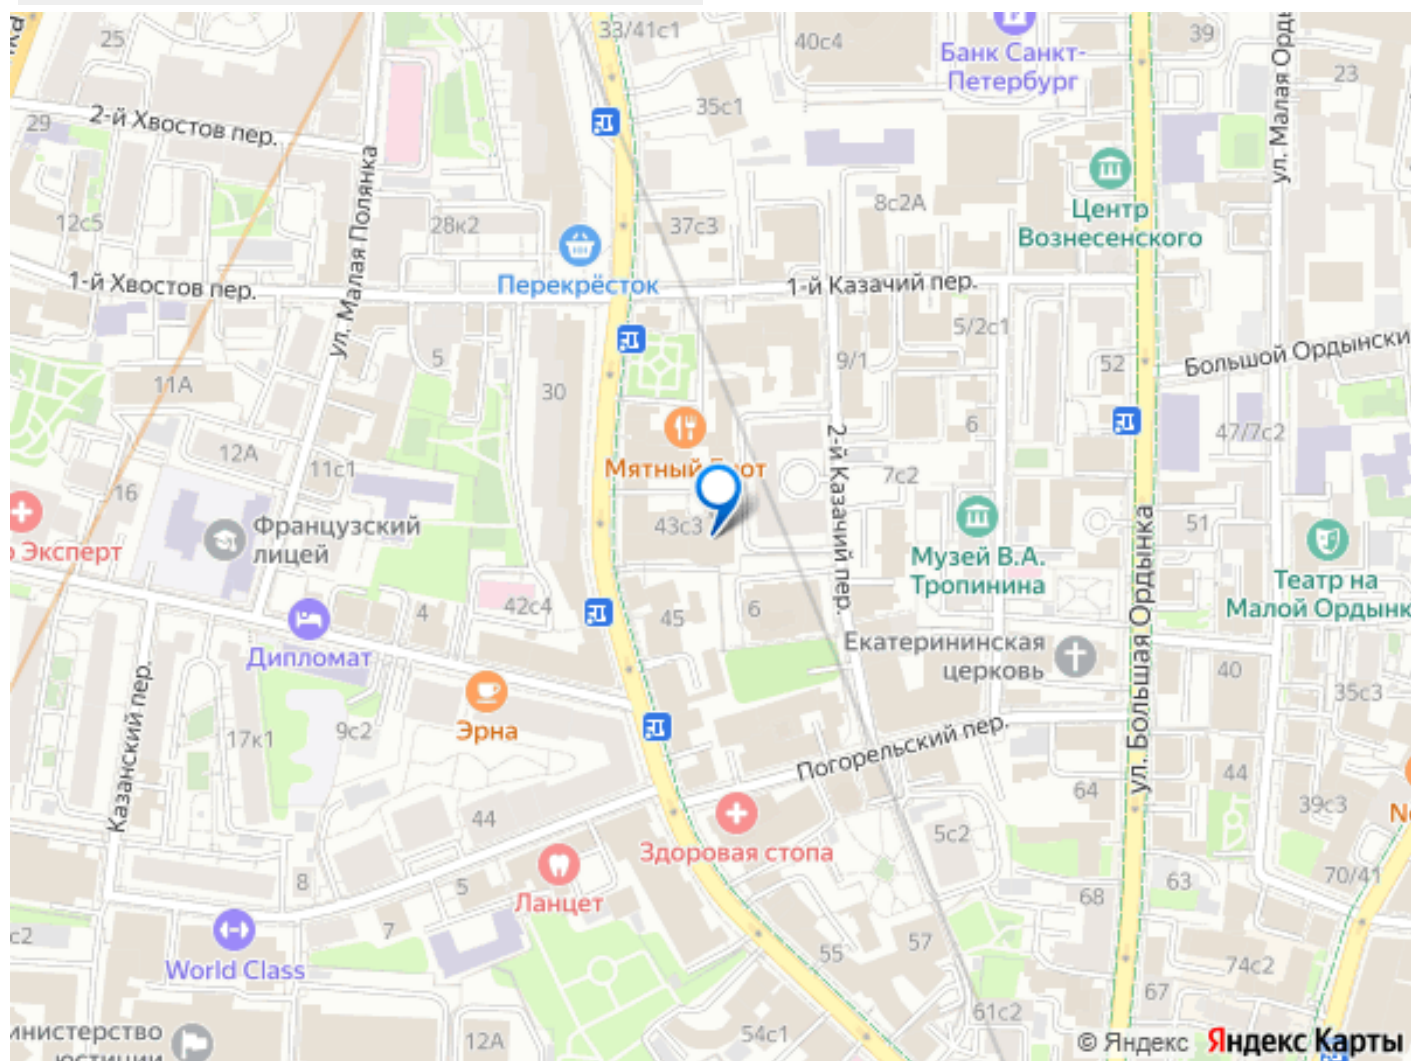 25
33/41с1
40с4
Банк Санкт-
Петербург
39
23
ул. Малая Орд
2-й Хвостов пер.
29
35с1
12с5
28к2
37с3
8с2А
Центр
Вознесенского
Перекрёсток
1-й Хвостов пер.
ул. Малая Полянка
1-й Казачий пер.
5/2с1
9/1
52
Большой Ордынски
5
11А
30
6
47/7с2
Мятный
12А
11с1
16
2-й Казачий пер.
7с2
43с3
51
Французский
лицей
Эксперт
Музей В.А.
Тропинина
Театр на
Малой Ордынк
ул. Большая Ордынка
42с4
4
45
6
Дипломат
Екатерининская
церковь
40
35с3
Казанский пер.
17к1
9с2
Эрна
Погорельский пер.
64
44
39с3
44
Здоровая стопа
5с2
8
5
Ланцет
68
63
70/41
с2
7
World Class
55
57
74с2
67
61с2
инистерство
юстиции
12А
54с1
© Яндекс Яндекс Карты